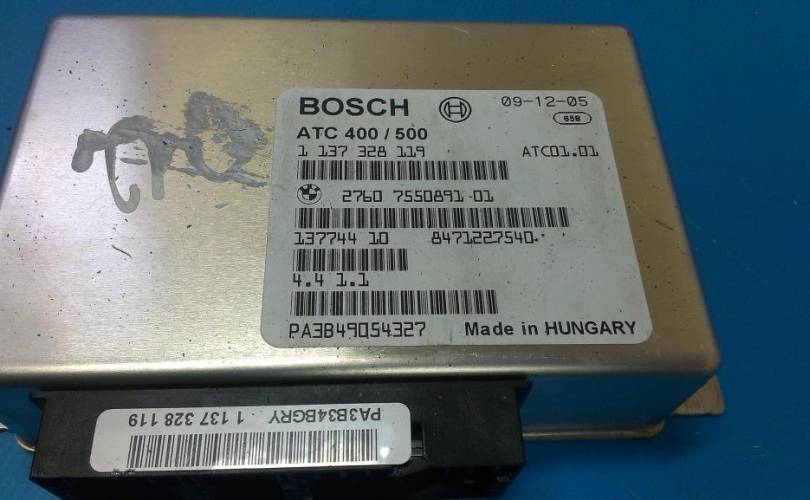 BOSCH
09-12-05
658
ATC 400 / 500
1 137 328 119
ATC01.01
2760 7550891 01
137744 10 8471227540
4.4 1.1
PA3B49Q54327
Made in HUNGARY
PA3B34BGRY 1 137 328 119